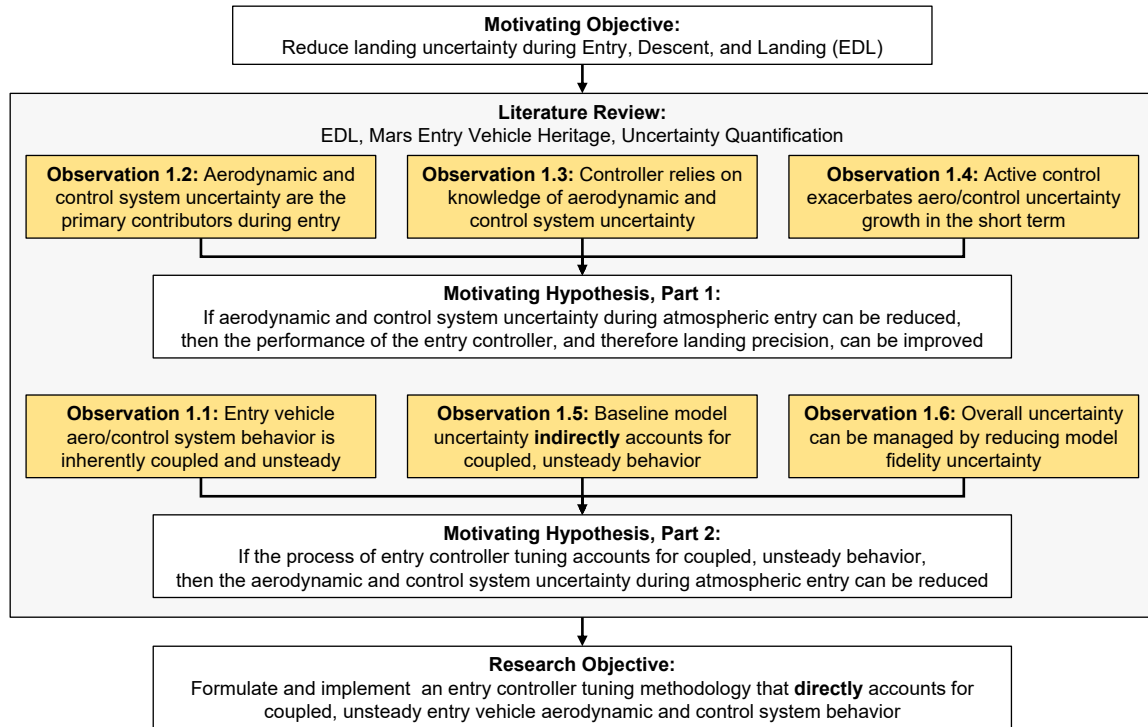 Motivating Objective:
Reduce landing uncertainty during Entry, Descent, and Landing (EDL)
Literature Review:
EDL, Mars Entry Vehicle Heritage, Uncertainty Quantification
Observation 1.2: Aerodynamic and
control system uncertainty are the
primary contributors during entry
Observation 1.3: Controller relies on
knowledge of aerodynamic and
control system uncertainty
Observation 1.4: Active control
exacerbates aero/control uncertainty
growth in the short term
Motivating Hypothesis, Part 1:
If aerodynamic and control system uncertainty during atmospheric entry can be reduced,
then the performance of the entry controller, and therefore landing precision, can be improved
Observation 1.1: Entry vehicle
aero/control system behavior is
inherently coupled and unsteady
Observation 1.5: Baseline model
uncertainty indirectly accounts for
coupled, unsteady behavior
Observation 1.6: Overall uncertainty
can be managed by reducing model
fidelity uncertainty
Motivating Hypothesis, Part 2:
If the process of entry controller tuning accounts for coupled, unsteady behavior,
then the aerodynamic and control system uncertainty during atmospheric entry can be reduced
Research Objective:
Formulate and implement an entry controller tuning methodology that directly accounts for
coupled, unsteady entry vehicle aerodynamic and control system behavior